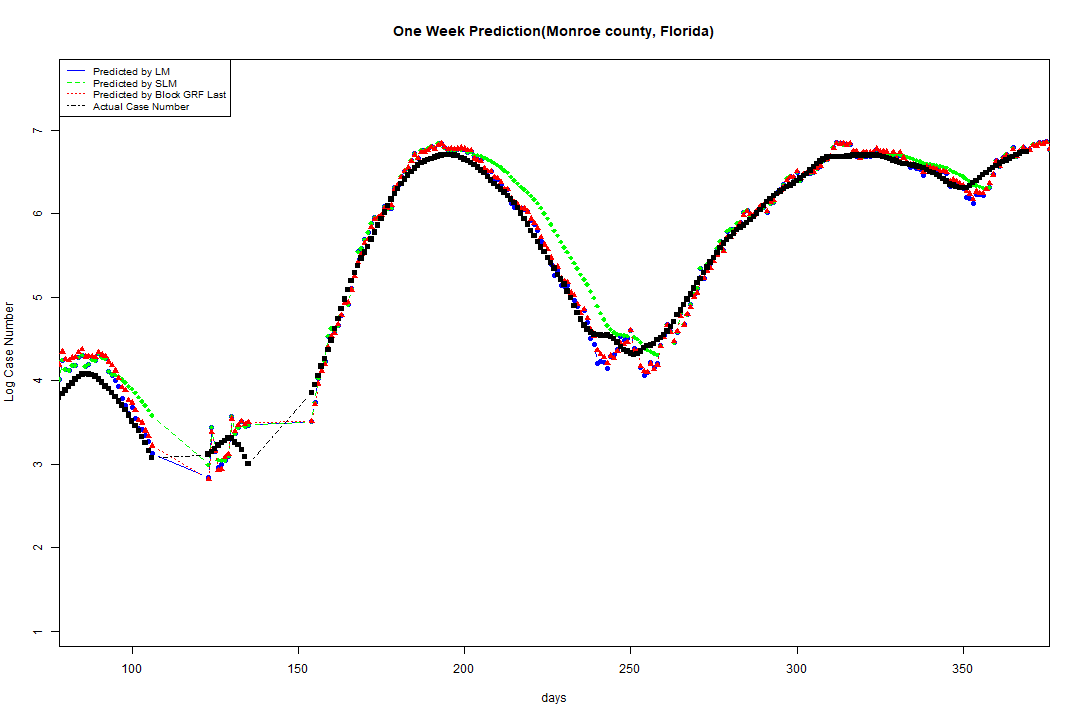 One Week Prediction(Monroe county, Florida)
Predicted by LM
Predicted by SLM
Predicted by Block GRF Last
Actual Case Number
7
6
5
4
3
2
1
Log Case Number
100 150 200 250 300 350
days